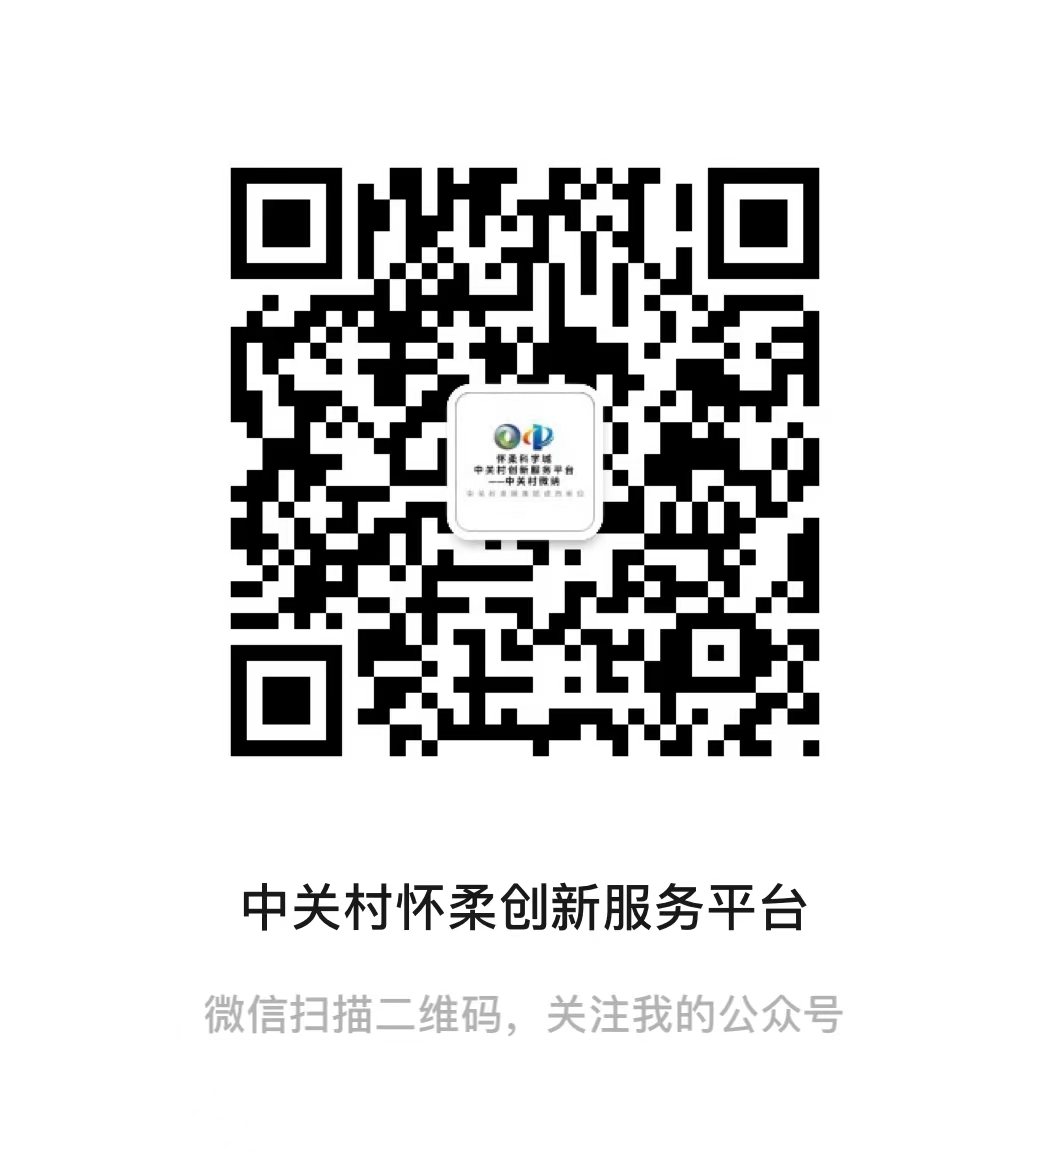 怀柔科学城
中关村创新服务平台
——中关村微纳
中关村怀柔创新服务平台
微信扫描二维码，关注我的公众号